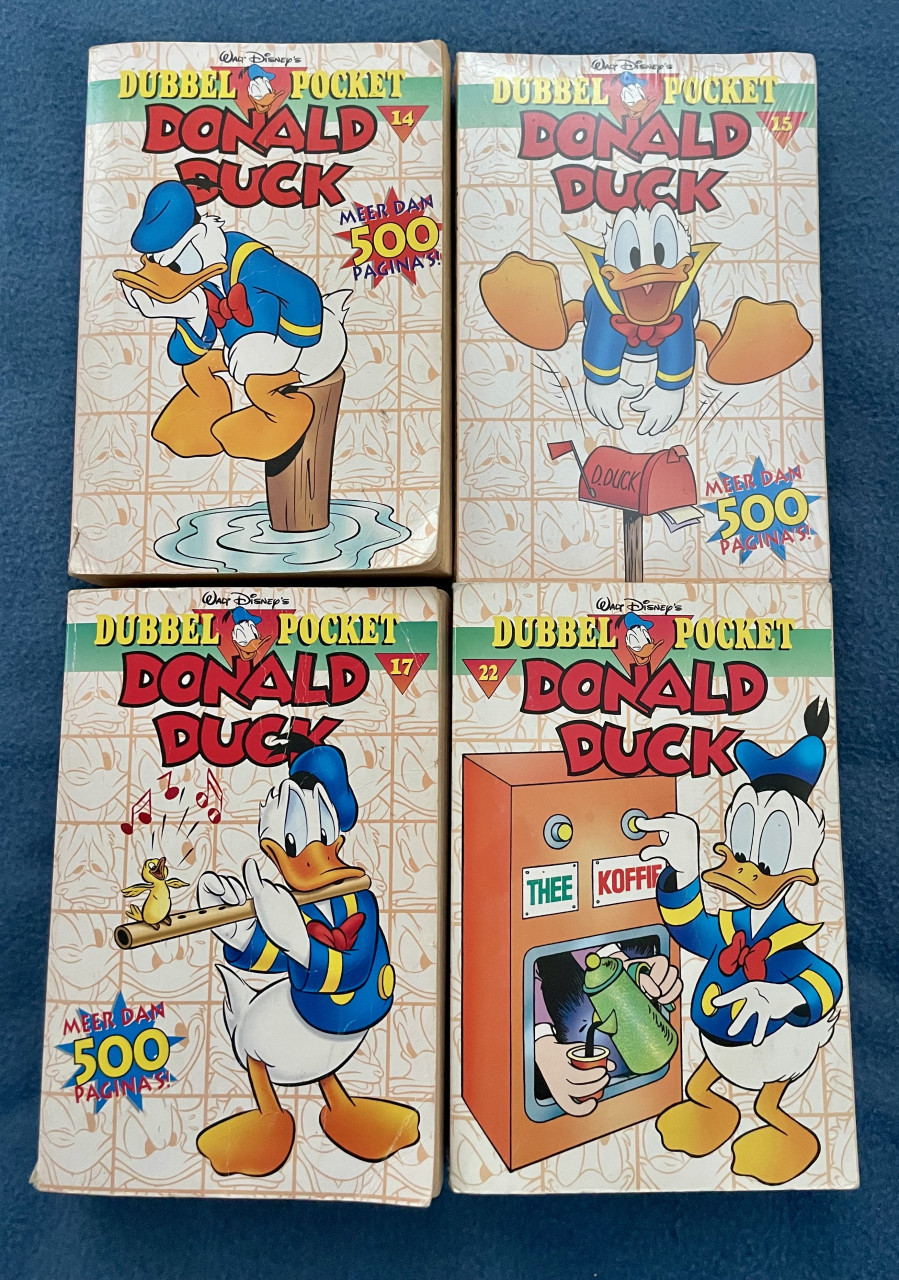 Walt Disney's
DUBBEL POCKET
14
DONALD
DUCK
MEER DAN
500
PAGINA'S!
Walt Disney's
DUBBEL POCKET
15
DONALD
DUCK
D.DUCK
MEER DAN
500
PAGINA'S!
Walt Disney's
DUBBEL POCKET
17
DONALD
DUCK
MEER DAN
500
PAGINA'S!
Walt Disney's
DUBBEL POCKET
22
DONALD
DUCK
THEE
KOFFIE